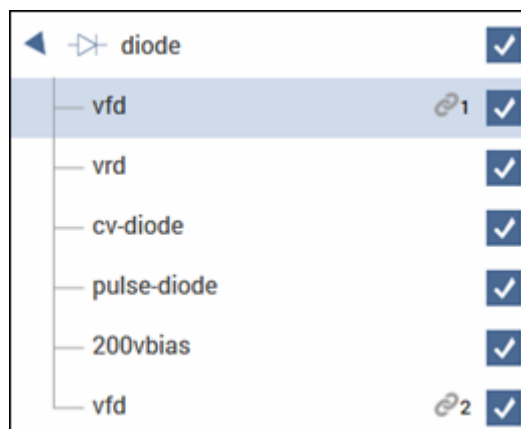 diode
vfd 1
vrd
cv-diode
pulse-diode
200vbias
vfd 2